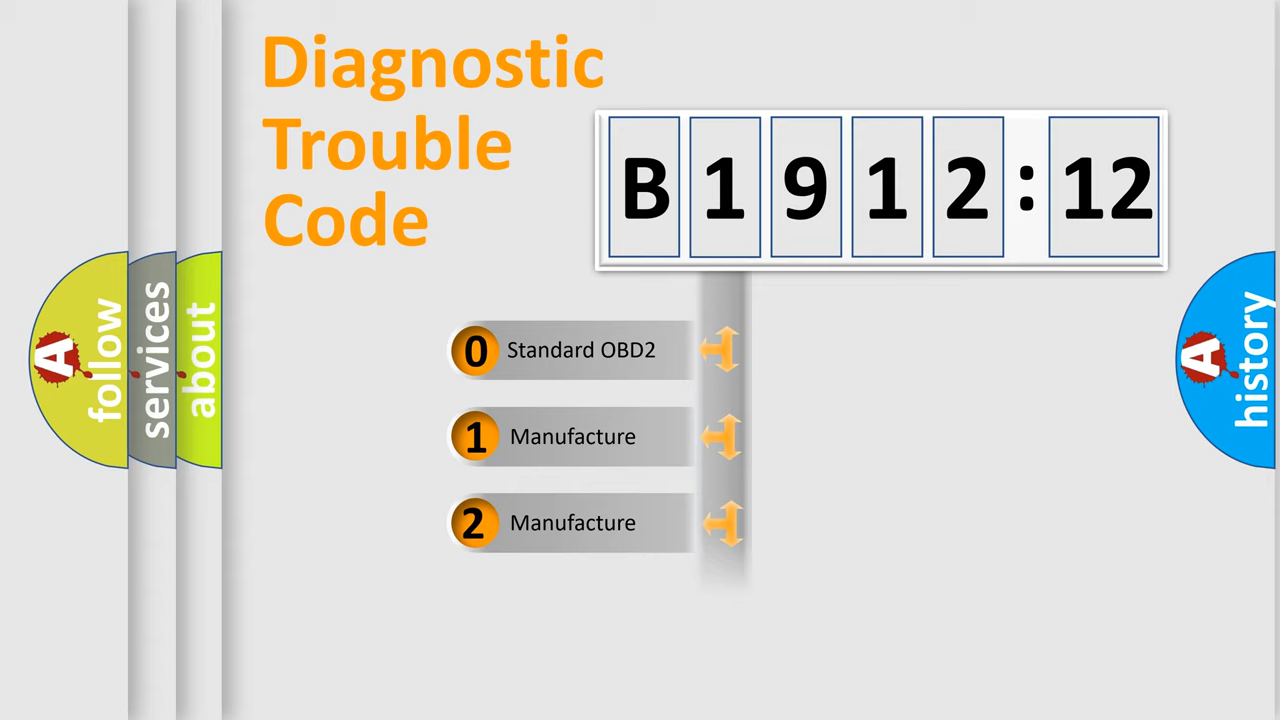 Diagnostic
Trouble
Code
B 1 9 1 2 : 12
0 Standard OBD2
1 Manufacture
2 Manufacture
A follow
services
about
A history